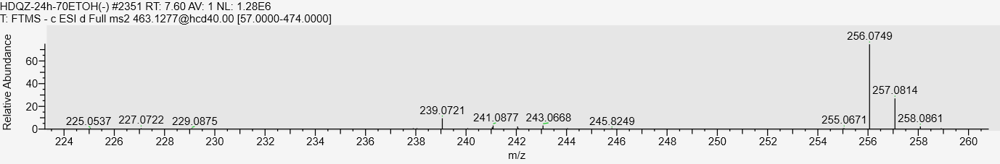 HDQZ-24h-70ETOH(-) #2351 RT: 7.60 AV: 1 NL: 1.28E6
T: FTMS - c ESI d Full ms2 463.1277@hcd40.00 [57.0000-474.0000]
256.0749
60
257.0814
40
239.0721
20
225.0537 227.0722 229.0875 241.0877 243.0668 245.8249 255.0671 258.0861
0
224 226 228 230 232 234 236 238 240 242 244 246 248 250 252 254 256 258 260
m/z
Relative Abundance